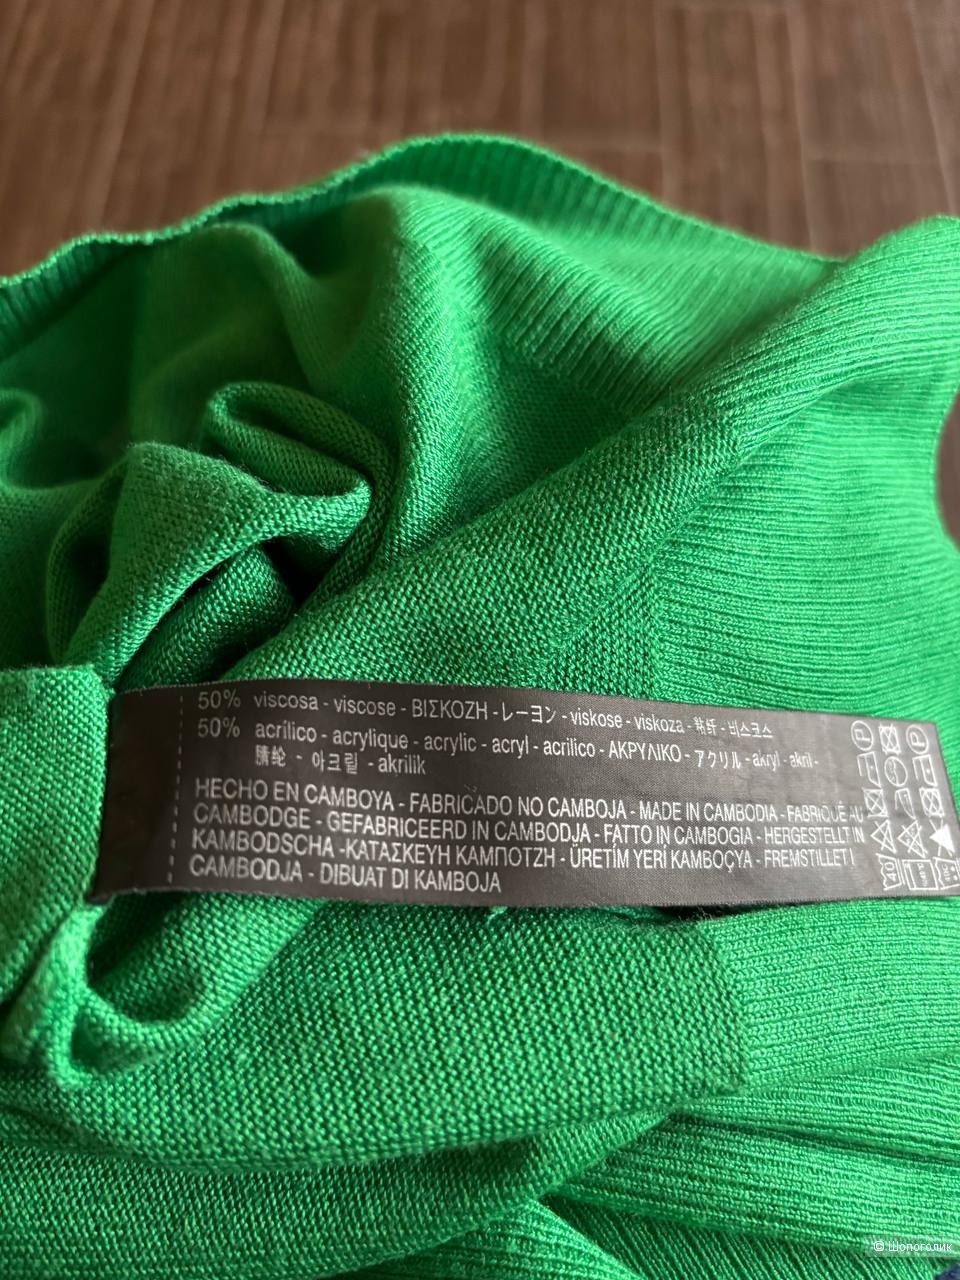 50% viscosa - viscose - ΒΙΣΚΟΖΗ - レーヨン - viskose - viskoza - 粘纤 - 비스코스
50% acrilico - acrylique - acrylic - acryl - acrilico - ΑΚΡΥΛΙΚΟ - アクリル - akryl - akril -
腈纶 - 아크릴 - akrilik
HECHO EN CAMBOYA - FABRICADO NO CAMBOJA - MADE IN CAMBODIA - FABRIQUÉ AU
CAMBODGE - GEFABRICEERD IN CAMBODJA - FATTO IN CAMBOGIA - HERGESTELLT IN
KAMBODSCHA - ΚΑΤΑΣΚΕΥΗ ΚΑΜΠΟΤΖΗ - ÜRETİM YERİ KAMBOÇYA - FREMSTILLET I
CAMBODJA - DIBUAT DI KAMBOJA
© Шопоголик